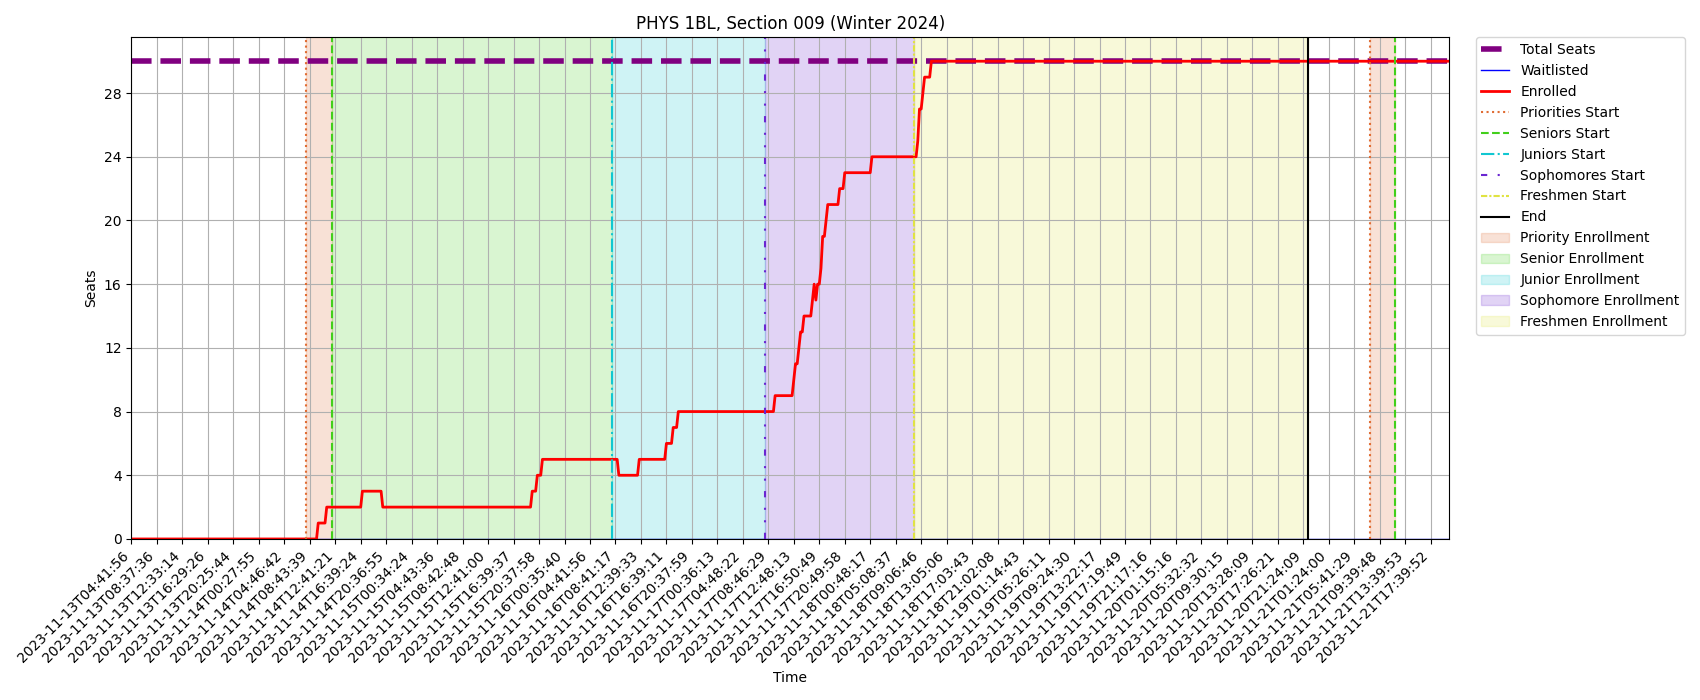 PHYS 1BL, Section 009 (Winter 2024)
Seats
28
24
20
16
12
8
4
0
2023-11-13T04:41:56
2023-11-13T08:37:36
2023-11-13T12:33:14
2023-11-13T16:29:26
2023-11-13T20:25:44
2023-11-14T00:27:55
2023-11-14T04:46:42
2023-11-14T08:43:39
2023-11-14T12:41:21
2023-11-14T16:39:24
2023-11-14T20:36:55
2023-11-15T00:34:24
2023-11-15T04:43:36
2023-11-15T08:42:48
2023-11-15T12:41:00
2023-11-15T16:39:37
2023-11-15T20:37:58
2023-11-16T00:35:40
2023-11-16T04:41:56
2023-11-16T08:41:17
2023-11-16T12:39:33
2023-11-16T16:39:11
2023-11-16T20:37:59
2023-11-17T00:36:13
2023-11-17T04:48:22
2023-11-17T08:46:29
2023-11-17T12:48:13
2023-11-17T16:50:49
2023-11-17T20:49:58
2023-11-18T00:48:17
2023-11-18T05:08:37
2023-11-18T09:06:46
2023-11-18T13:05:06
2023-11-18T17:03:43
2023-11-18T21:02:08
2023-11-19T01:14:43
2023-11-19T05:26:11
2023-11-19T09:24:30
2023-11-19T13:22:17
2023-11-19T17:19:49
2023-11-19T21:17:16
2023-11-20T01:15:16
2023-11-20T05:32:32
2023-11-20T09:30:15
2023-11-20T13:28:09
2023-11-20T17:26:21
2023-11-20T21:24:09
2023-11-21T01:24:00
2023-11-21T05:41:29
2023-11-21T09:39:48
2023-11-21T13:39:53
2023-11-21T17:39:52
Time
Total Seats
Waitlisted
Enrolled
Priorities Start
Seniors Start
Juniors Start
Sophomores Start
Freshmen Start
End
Priority Enrollment
Senior Enrollment
Junior Enrollment
Sophomore Enrollment
Freshmen Enrollment